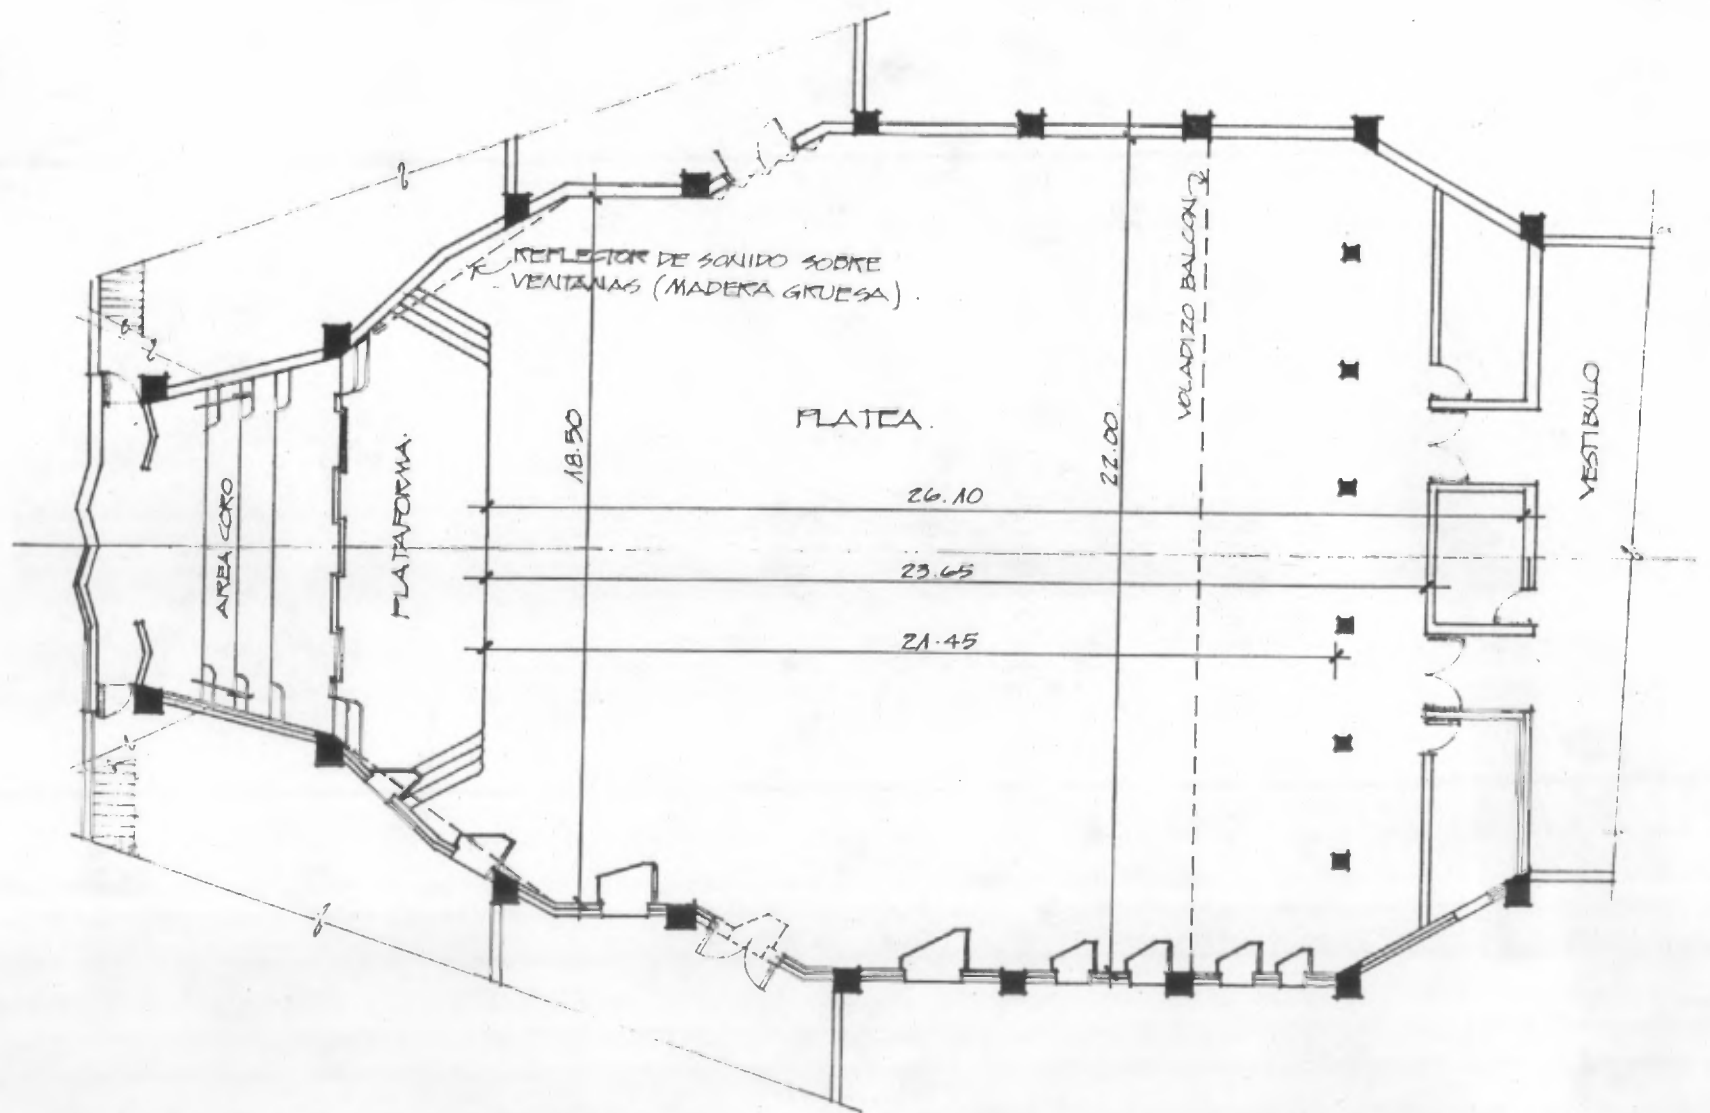 REFLECTOR DE SONIDO SOBRE
VENTANAS (MADERA GRUESA).
VOLADIZO BALCON
PLATEA.
18.50
22.00
VESTIBULO
AREA CORO
PLATAFORMA.
26.10
23.65
21.45